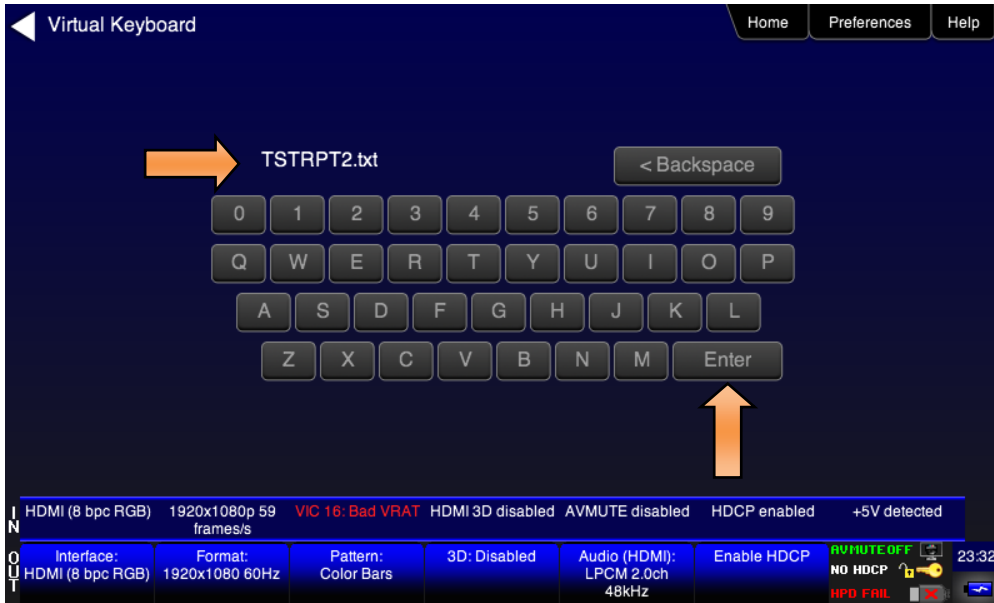 Virtual Keyboard
Home Preferences Help
TSTRPT2.txt
< Backspace
0 1 2 3 4 5 6 7 8 9
Q W E R T Y U I O P
A S D F G H J K L
Z X C V B N M Enter
IN HDMI (8 bpc RGB) 1920x1080p 59 VIC 16: Bad VRAT HDMI 3D disabled AVMUTE disabled HDCP enabled +5V detected
frames/s
OUT Interface: Format: Pattern: 3D: Disabled Audio (HDMI): Enable HDCP AVMUTE OFF 23:32
HDMI (8 bpc RGB) 1920x1080 60Hz Color Bars LPCM 2.0ch NO HDCP
48kHz HPD FAIL